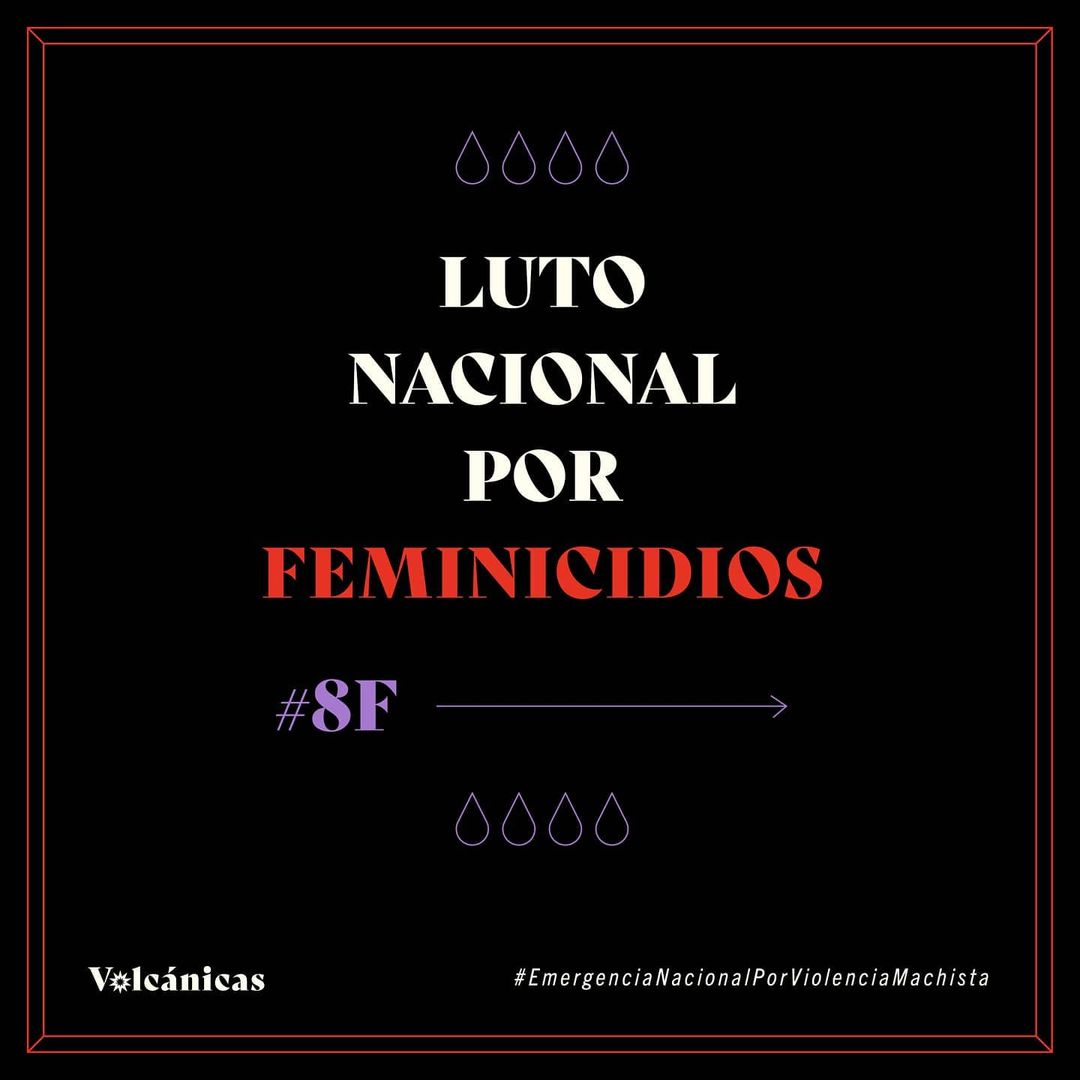 LUTO
NACIONAL
POR
FEMINICIDIOS
#8F
Volcánicas
#EmergenciaNacionalPorViolenciaMachista